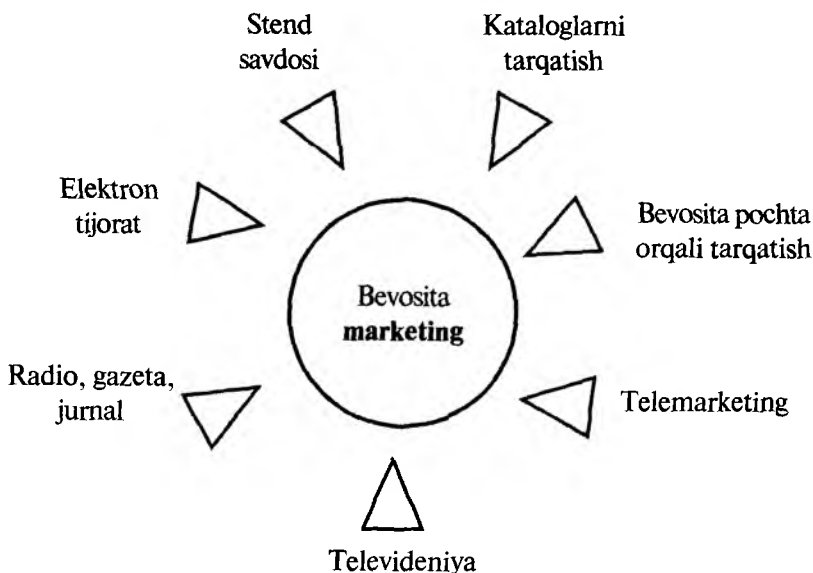 Stend
savdosi
Kataloglarni
tarqatish
Elektron
tijorat
Bevosita pochta
orqali tarqatish
Bevosita
marketing
Radio, gazeta,
jurnal
Telemarketing
Televideniya